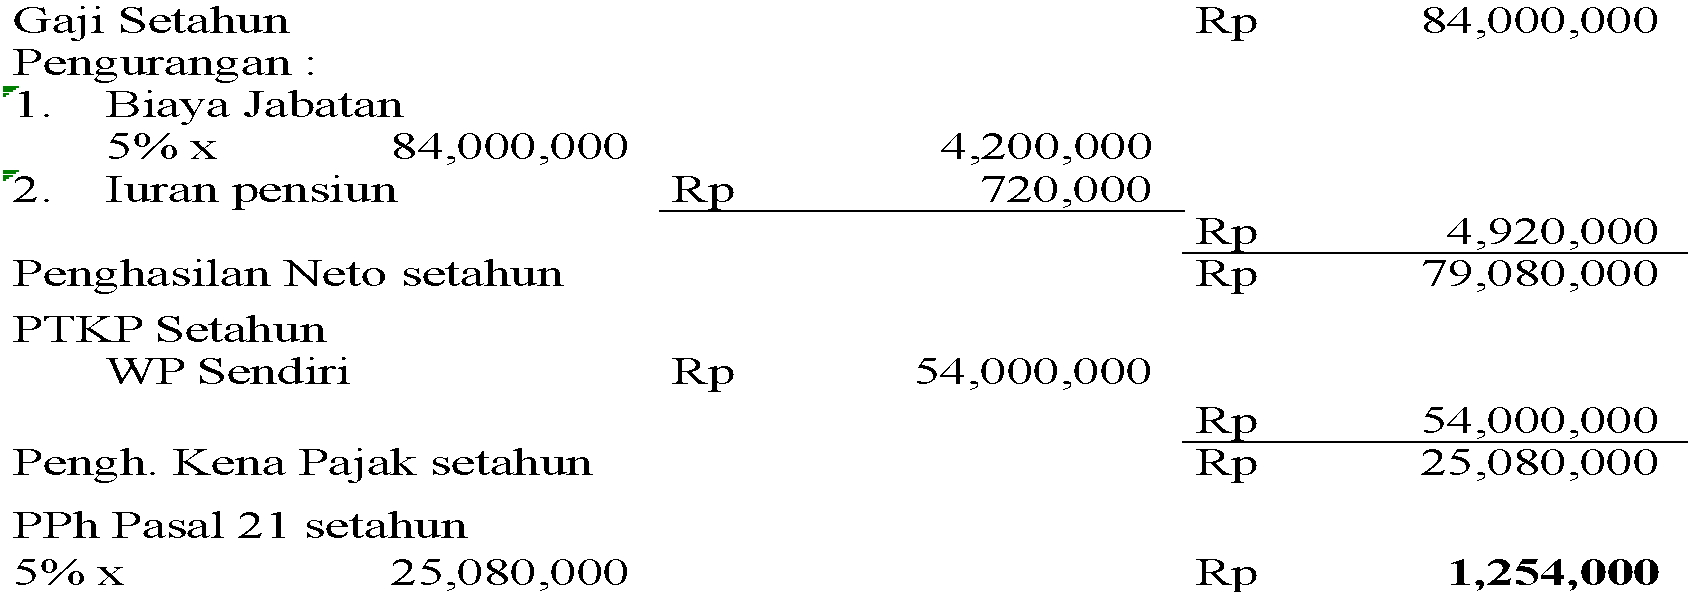 Gaji Setahun Rp 84,000,000
Pengurangan :
1. Biaya Jabatan
5% x 84,000,000 4,200,000
2. Iuran pensiun Rp 720,000
Rp 4,920,000
Penghasilan Neto setahun Rp 79,080,000
PTKP Setahun
WP Sendiri Rp 54,000,000
Rp 54,000,000
Pengh. Kena Pajak setahun Rp 25,080,000
PPh Pasal 21 setahun
5% x 25,080,000 Rp 1,254,000